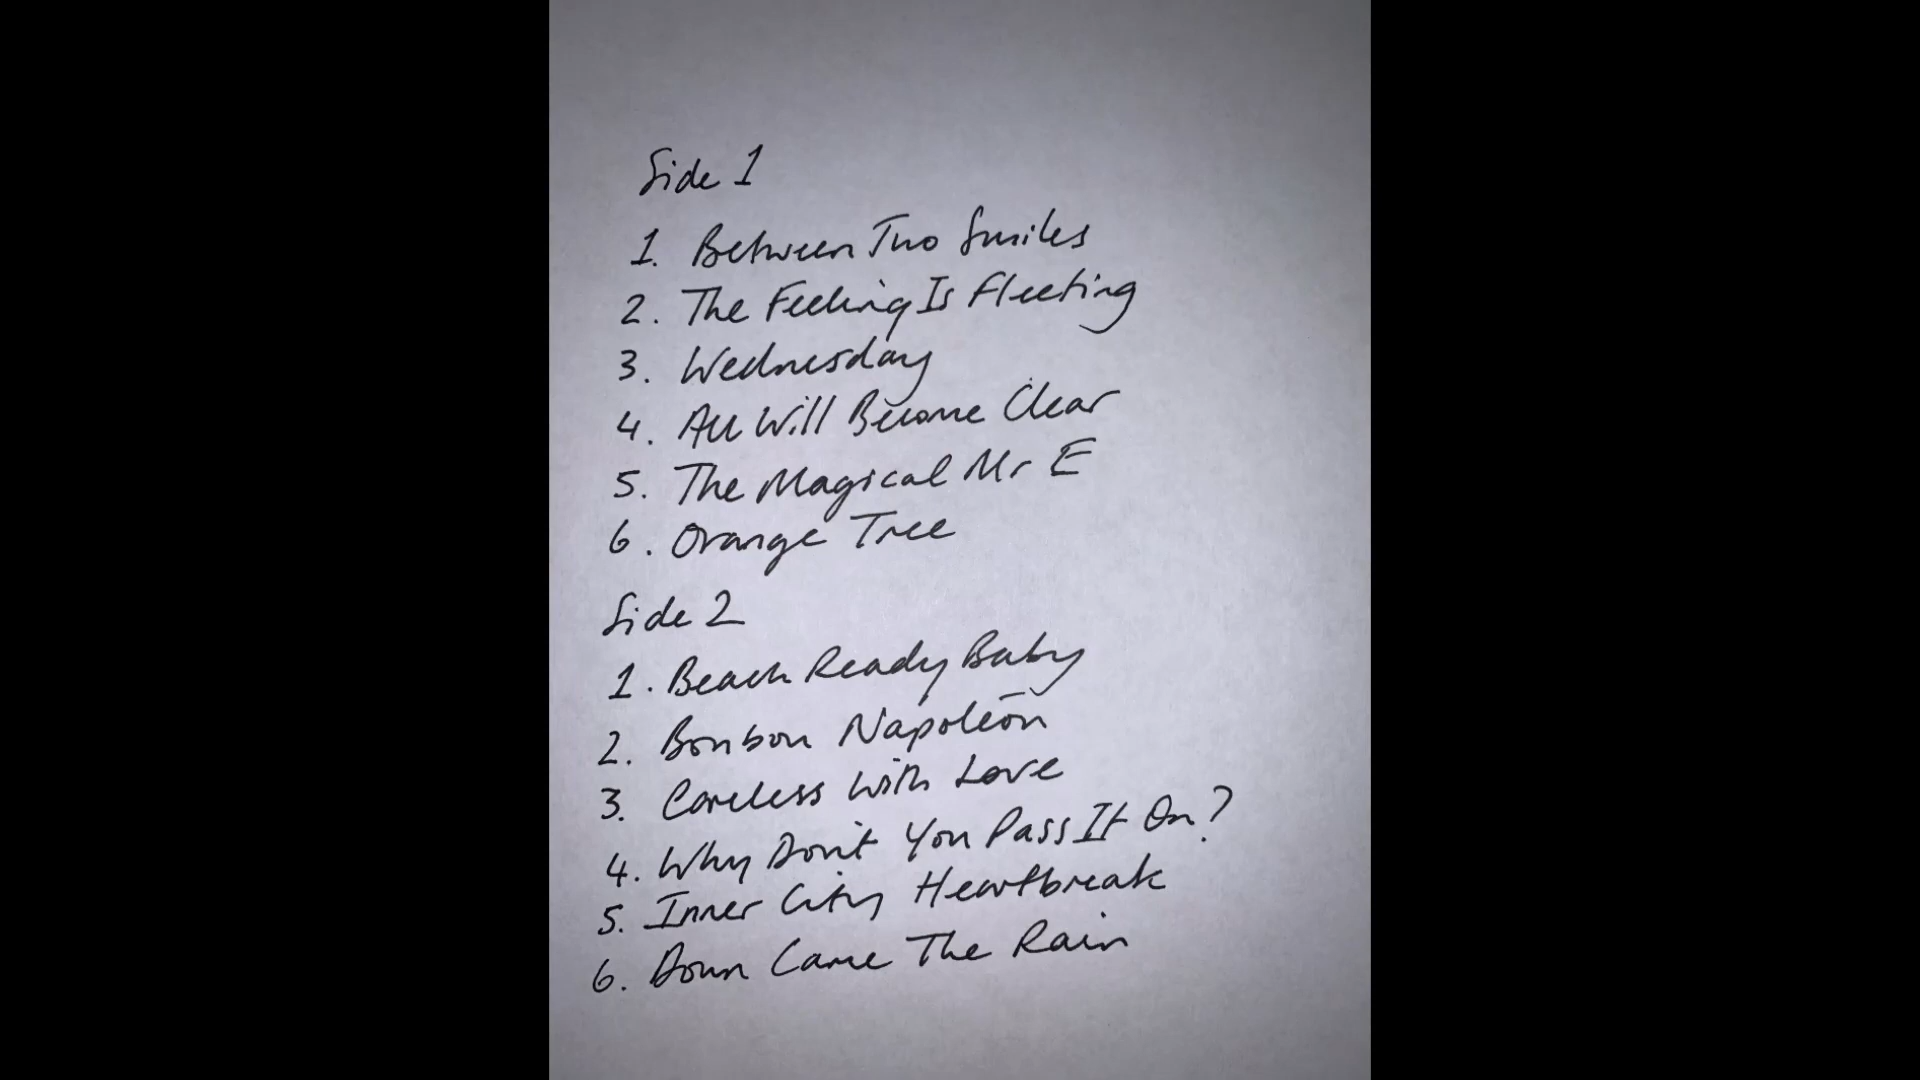 Side 1
1. Between Two Smiles
2. The Feeling Is Fleeting
3. Wednesday
4. All Will Become Clear
5. The Magical Mr E
6. Orange Tree
Side 2
1. Beach Ready Baby
2. Bonbon Napoléon
3. Careless With Love
4. Why Don't You Pass It On?
5. Inner City Heartbreak
6. Down Came The Rain